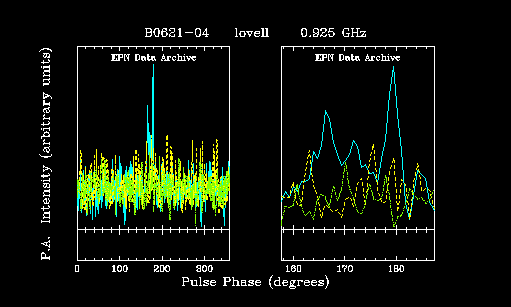 B0621-04 lovell 0.925 GHz
EPN Data Archive EPN Data Archive
P.A. Intensity (arbitrary units)
0 100 200 300 160 170 180
Pulse Phase (degrees)